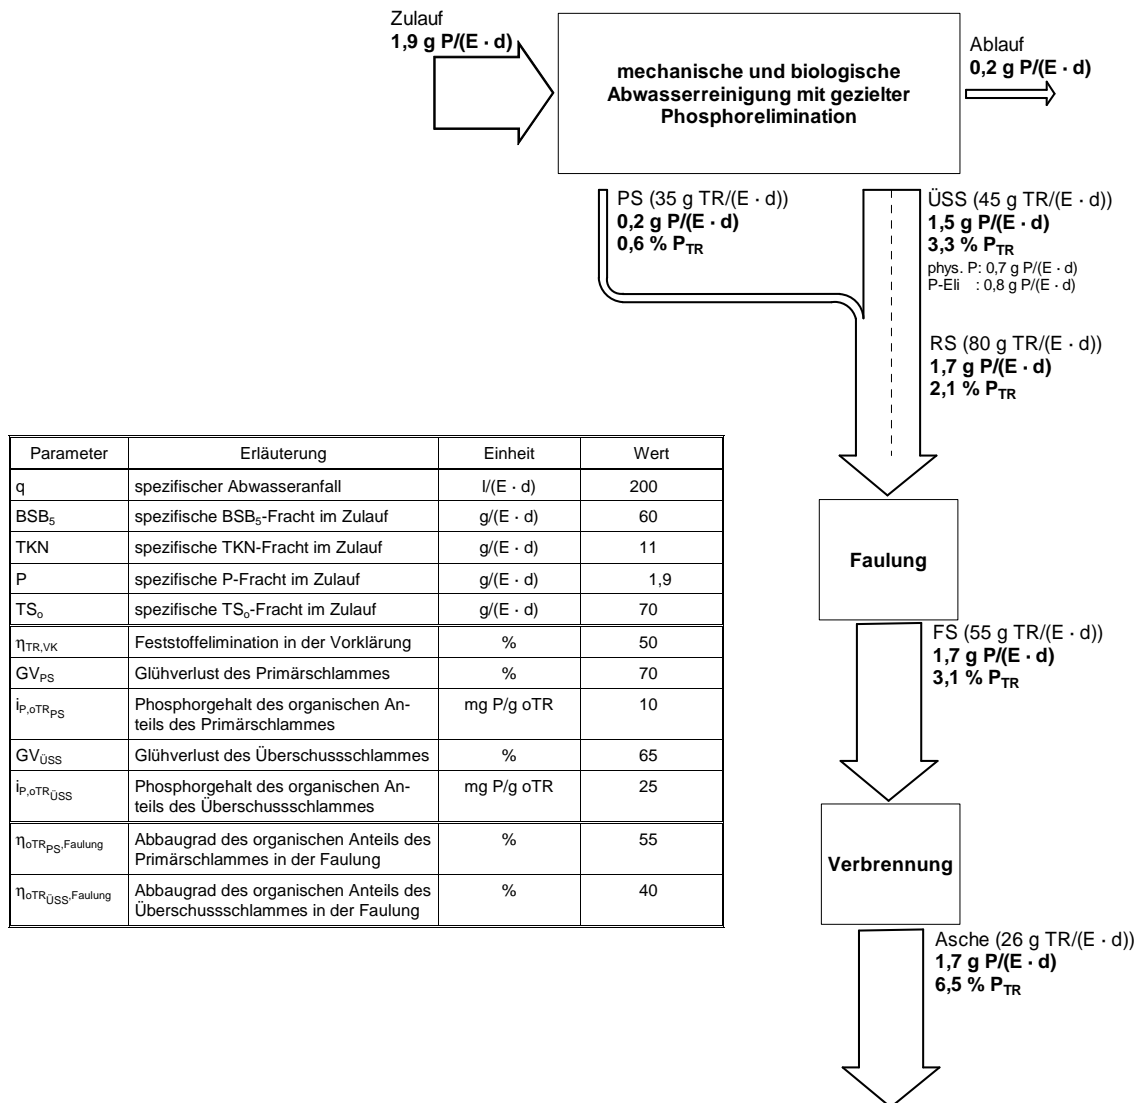 Zulauf
1,9 g P/(E · d)
mechanische und biologische
Abwasserreinigung mit gezielter
Phosphorelimination
Ablauf
0,2 g P/(E · d)
PS (35 g TR/(E · d))
0,2 g P/(E · d)
0,6 % PTR
ÜSS (45 g TR/(E · d))
1,5 g P/(E · d)
3,3 % PTR
phys. P: 0,7 g P/(E · d)
P-Eli : 0,8 g P/(E · d)
RS (80 g TR/(E · d))
1,7 g P/(E · d)
2,1 % PTR
Faulung
FS (55 g TR/(E · d))
1,7 g P/(E · d)
3,1 % PTR
Verbrennung
Asche (26 g TR/(E · d))
1,7 g P/(E · d)
6,5 % PTR
Parameter Erläuterung Einheit Wert
q spezifischer Abwasseranfall l/(E · d) 200
BSB5 spezifische BSB5-Fracht im Zulauf g/(E · d) 60
TKN spezifische TKN-Fracht im Zulauf g/(E · d) 11
P spezifische P-Fracht im Zulauf g/(E · d) 1,9
TSo spezifische TSo-Fracht im Zulauf g/(E · d) 70
ηTR,VK Feststoffelimination in der Vorklärung % 50
GVPS Glühverlust des Primärschlammes % 70
iP,oTRPS Phosphorgehalt des organischen An- mg P/g oTR 10
teils des Primärschlammes
GVÜSS Glühverlust des Überschussschlammes % 65
iP,oTRÜSS Phosphorgehalt des organischen An- mg P/g oTR 25
teils des Überschussschlammes
ηoTRPS,Faulung Abbaugrad des organischen Anteils des % 55
Primärschlammes in der Faulung
ηoTRÜSS,Faulung Abbaugrad des organischen Anteils des % 40
Überschussschlammes in der Faulung